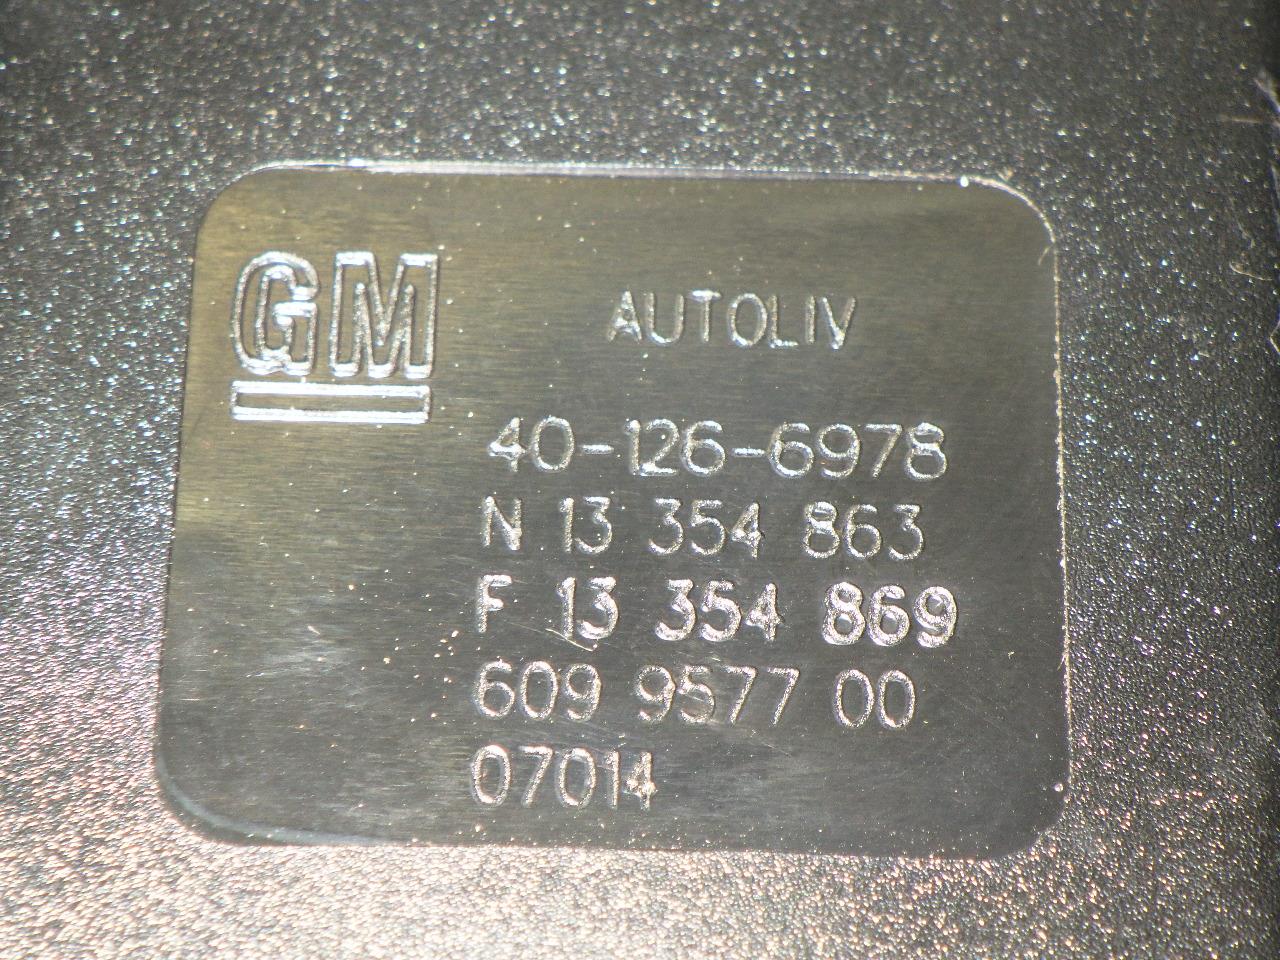 GM
AUTOLIV
40-126-6978
N 13 354 863
F 13 354 869
609 9577 00
07014